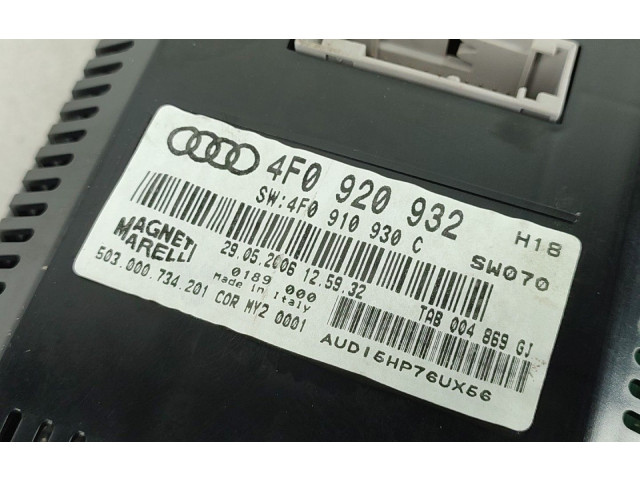 4F0 920 932
H18
SW:4F0 910 930 C
SW070
MAGNETI
MARELLI
29.05.2006 12.59.32
0189 000
made in Italy
TAB 004 869 GJ
503.000.734.201 COR MY2 0001
AUDI5HP76UX56